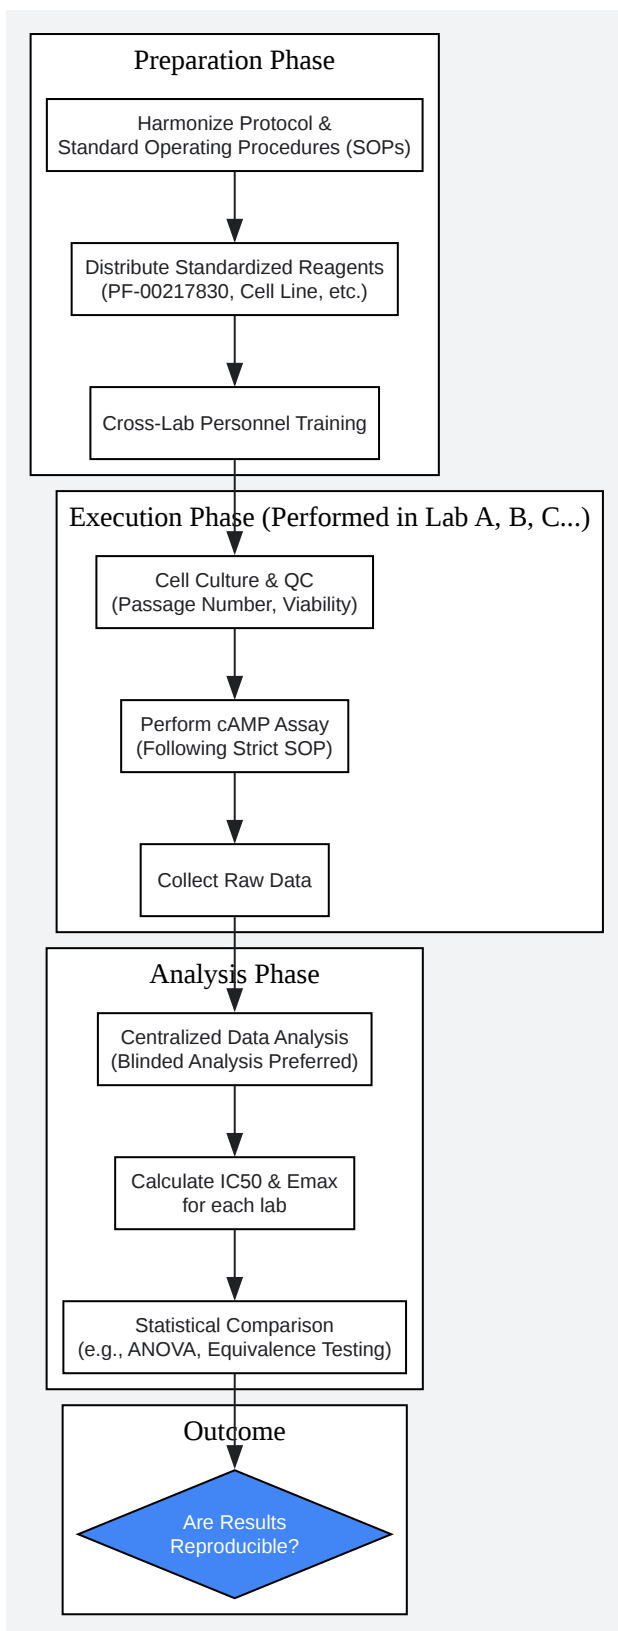 Preparation Phase
Harmonize Protocol &
Standard Operating Procedures (SOPs)
Distribute Standardized Reagents
(PF-00217830, Cell Line, etc.)
Cross-Lab Personnel Training
Execution Phase (Performed in Lab A, B, C...)
Cell Culture & QC
(Passage Number, Viability)
Perform cAMP Assay
(Following Strict SOP)
Collect Raw Data
Analysis Phase
Centralized Data Analysis
(Blinded Analysis Preferred)
Calculate IC50 & Emax
for each lab
Statistical Comparison
(e.g., ANOVA, Equivalence Testing)
Outcome
Are Results
Reproducible?